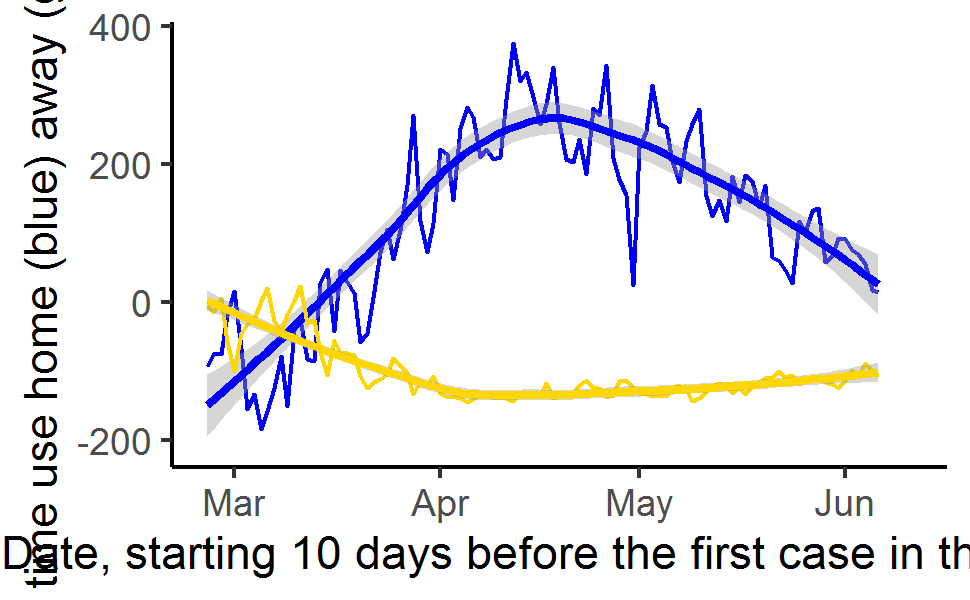 time use home (blue) away (
400
200
0
-200
Mar Apr May Jun
Date, starting 10 days before the first case in th